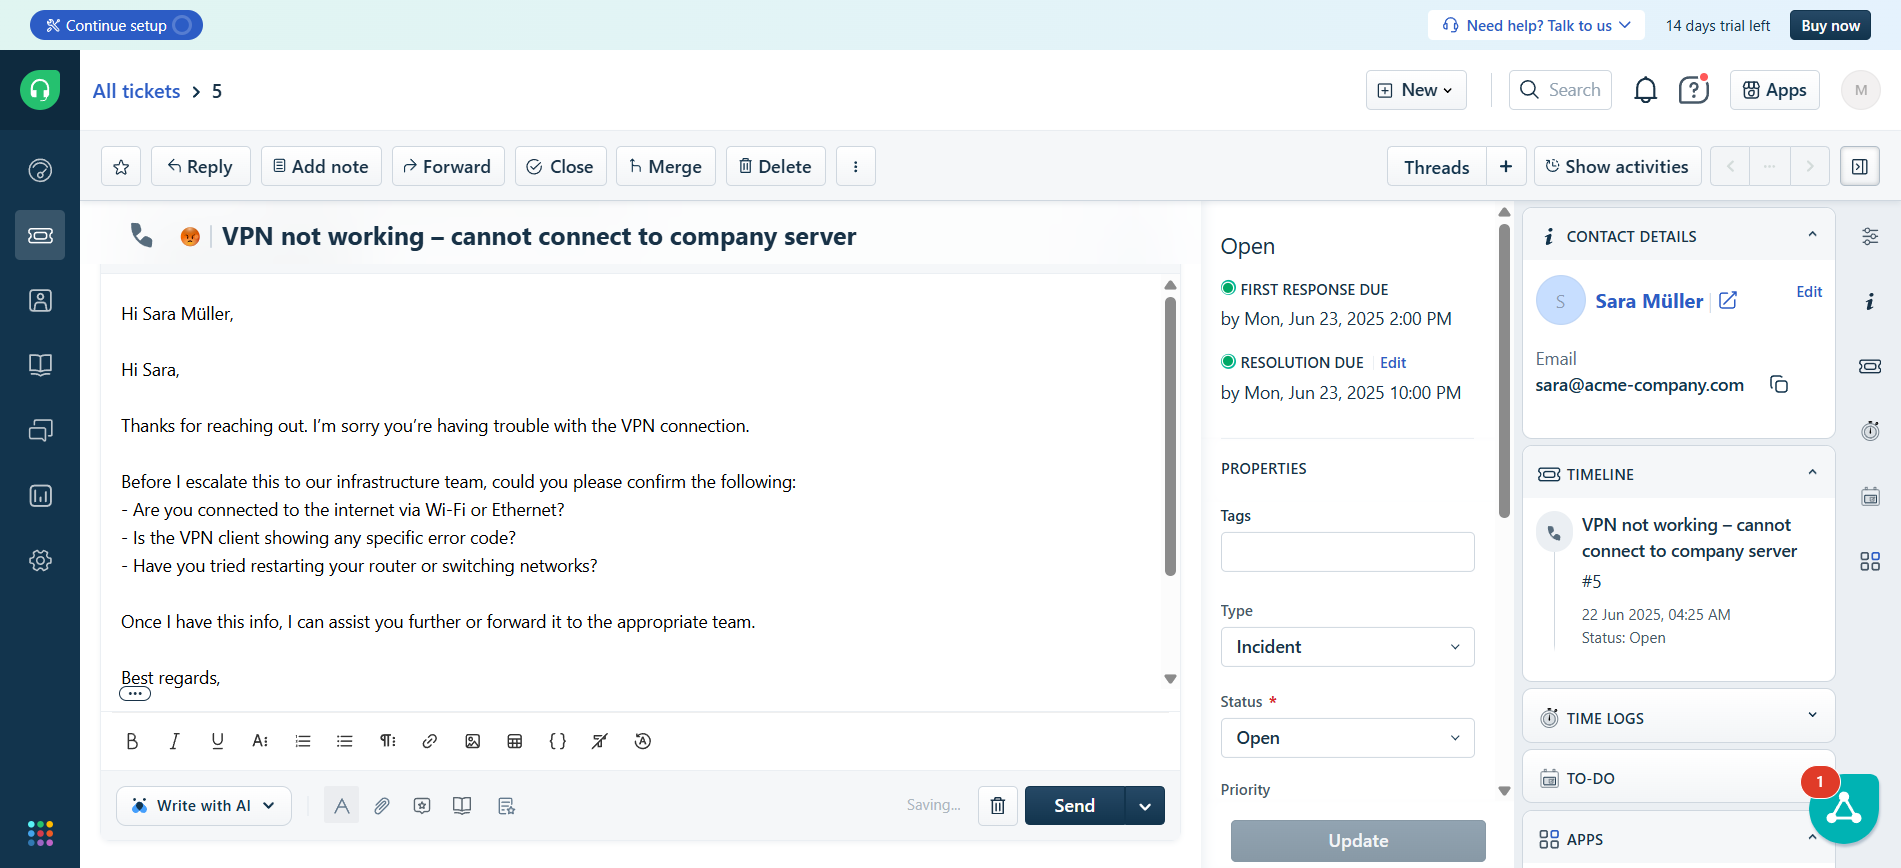 Continue setup
Need help? Talk to us
14 days trial left
Buy now
All tickets > 5
New
Search
Apps
M
Reply
Add note
Forward
Close
Merge
Delete
Threads
+
Show activities
VPN not working – cannot connect to company server
Hi Sara Müller,
Hi Sara,
Thanks for reaching out. I’m sorry you’re having trouble with the VPN connection.
Before I escalate this to our infrastructure team, could you please confirm the following:
- Are you connected to the internet via Wi-Fi or Ethernet?
- Is the VPN client showing any specific error code?
- Have you tried restarting your router or switching networks?
Once I have this info, I can assist you further or forward it to the appropriate team.
Best regards,
Write with AI
Saving...
Send
Open
FIRST RESPONSE DUE
by Mon, Jun 23, 2025 2:00 PM
RESOLUTION DUE
Edit
by Mon, Jun 23, 2025 10:00 PM
PROPERTIES
Tags
Type
Incident
Status *
Open
Priority
Update
CONTACT DETAILS
S
Sara Müller
Edit
Email
sara@acme-company.com
TIMELINE
VPN not working – cannot
connect to company server
#5
22 Jun 2025, 04:25 AM
Status: Open
TIME LOGS
TO-DO
1
APPS